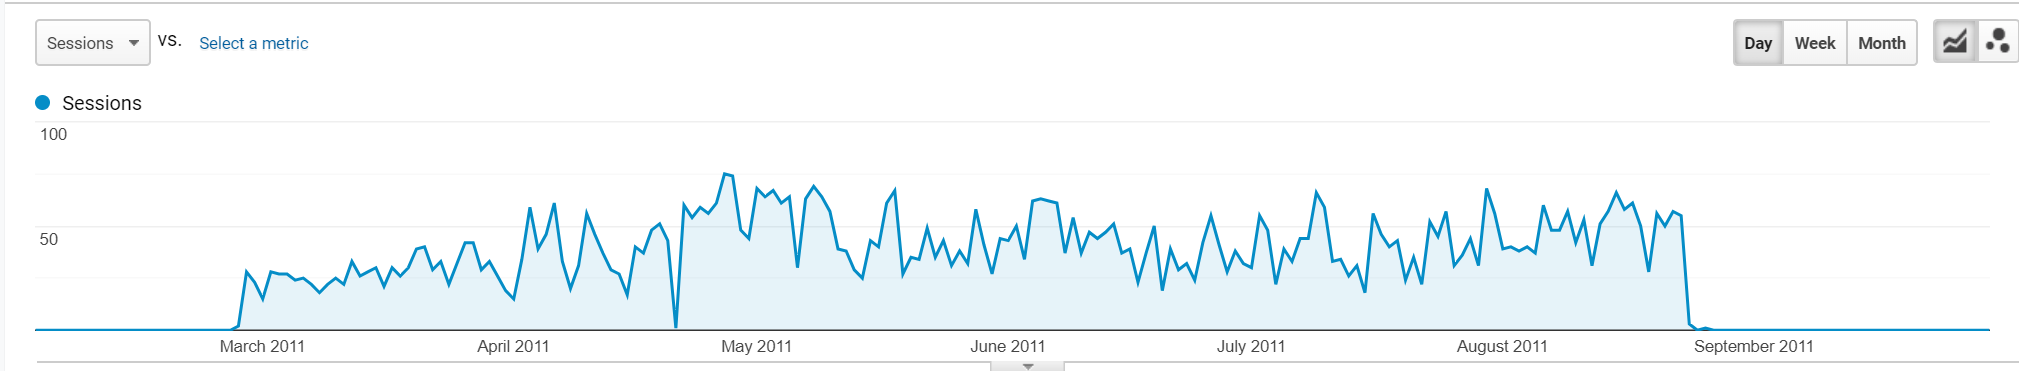 Sessions vs. Select a metric Day Week Month
Sessions
100
50
March 2011 April 2011 May 2011 June 2011 July 2011 August 2011 September 2011